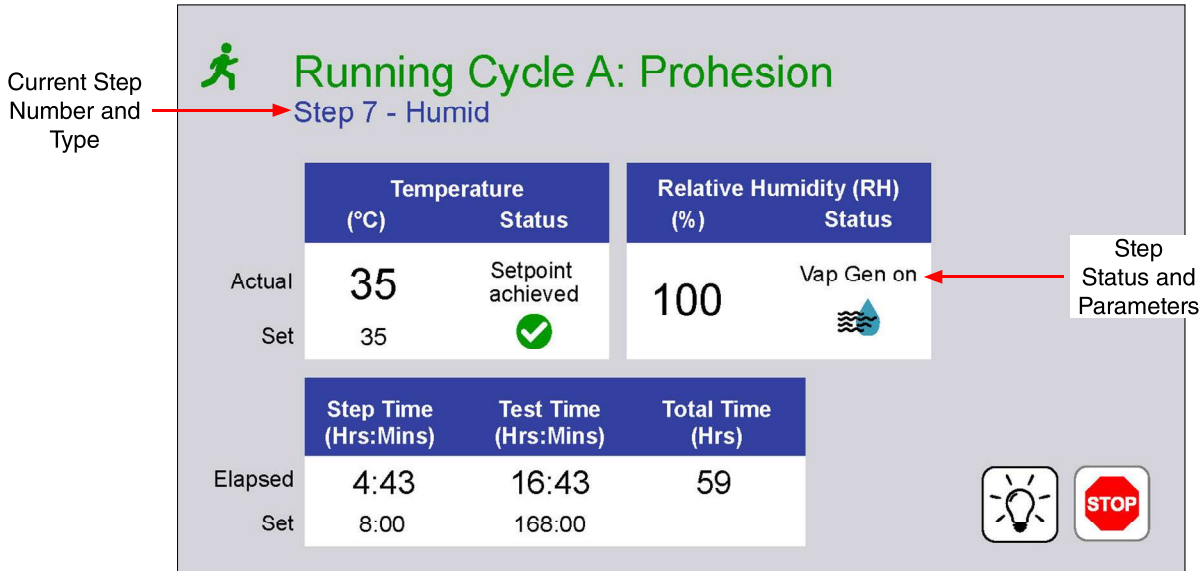 Current Step
Number and
Type
Running Cycle A: Prohesion
Step 7 - Humid
Temperature
(°C) Status
Relative Humidity (RH)
(%) Status
Actual 35 Setpoint
achieved
Set 35
100 Vap Gen on
Step
Status and
Parameters
Step Time
(Hrs:Mins)
Test Time
(Hrs:Mins)
Total Time
(Hrs)
Elapsed 4:43 16:43 59
Set 8:00 168:00
STOP